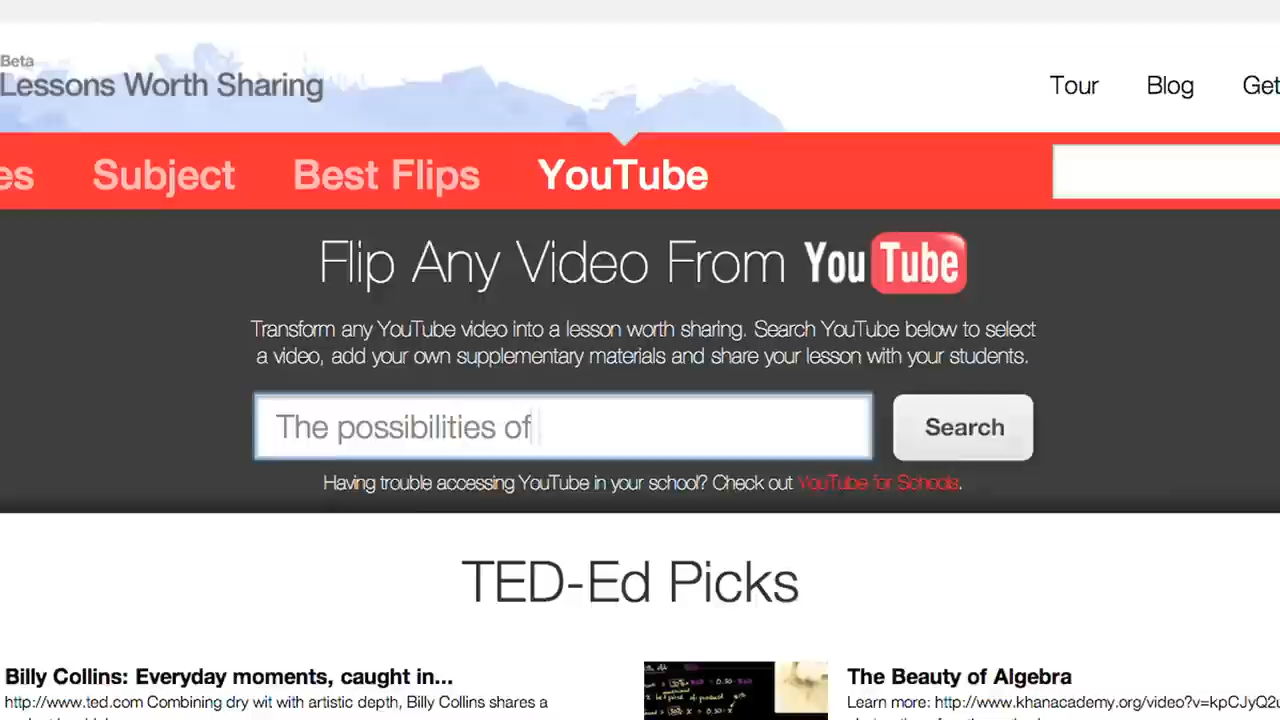 Beta
Lessons Worth Sharing
Tour Blog Get
es Subject Best Flips YouTube
Flip Any Video From YouTube
Transform any YouTube video into a lesson worth sharing. Search YouTube below to select
a video, add your own supplementary materials and share your lesson with your students.
The possibilities of
Search
Having trouble accessing YouTube in your school? Check out YouTube for Schools.
TED-Ed Picks
Billy Collins: Everyday moments, caught in...
http://www.ted.com Combining dry wit with artistic depth, Billy Collins shares a
The Beauty of Algebra
Learn more: http://www.khanacademy.org/video?v=kpCJyQ2u